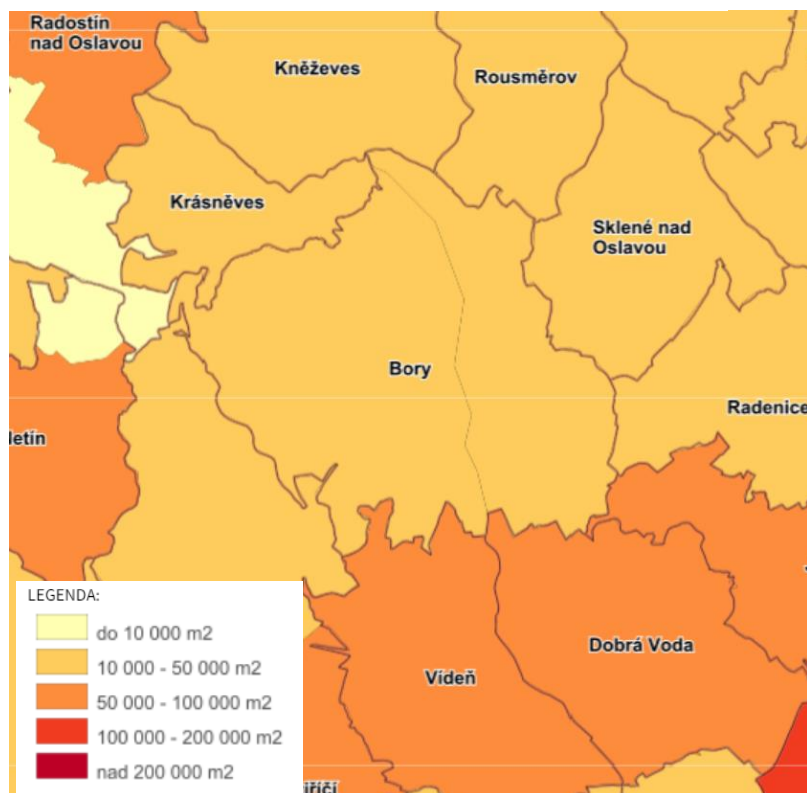 Radostín
nad Oslavou
Kněževes
Rousměrov
Krásněves
Sklené nad
Oslavou
Bory
Radenice
letín
Dobrá Voda
Vídeň
LEGENDA:
do 10 000 m2
10 000 - 50 000 m2
50 000 - 100 000 m2
100 000 - 200 000 m2
nad 200 000 m2
iříčí